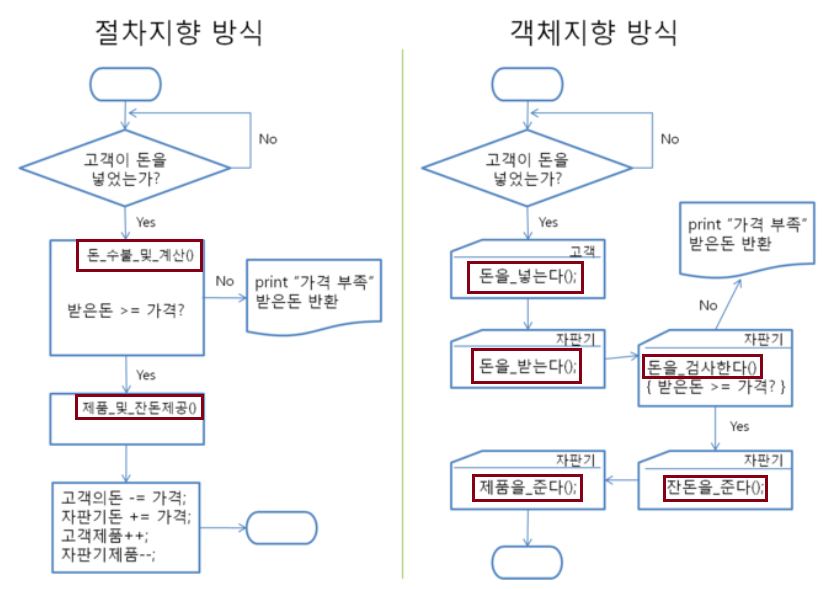 절차지향 방식
고객이 돈을
넣었는가?
No
Yes
돈_수불_및_계산()
받은돈 >= 가격?
No
print "가격 부족"
받은돈 반환
Yes
제품_및_잔돈제공()
고객의돈 -= 가격;
자판기돈 += 가격;
고객제품++;
자판기제품--;
객체지향 방식
고객이 돈을
넣었는가?
No
Yes
고객
돈을_넣는다();
자판기
돈을_받는다();
자판기
돈을_검사한다()
{ 받은돈 >= 가격? }
No
print "가격 부족"
받은돈 반환
Yes
자판기
잔돈을_준다();
자판기
제품을_준다();